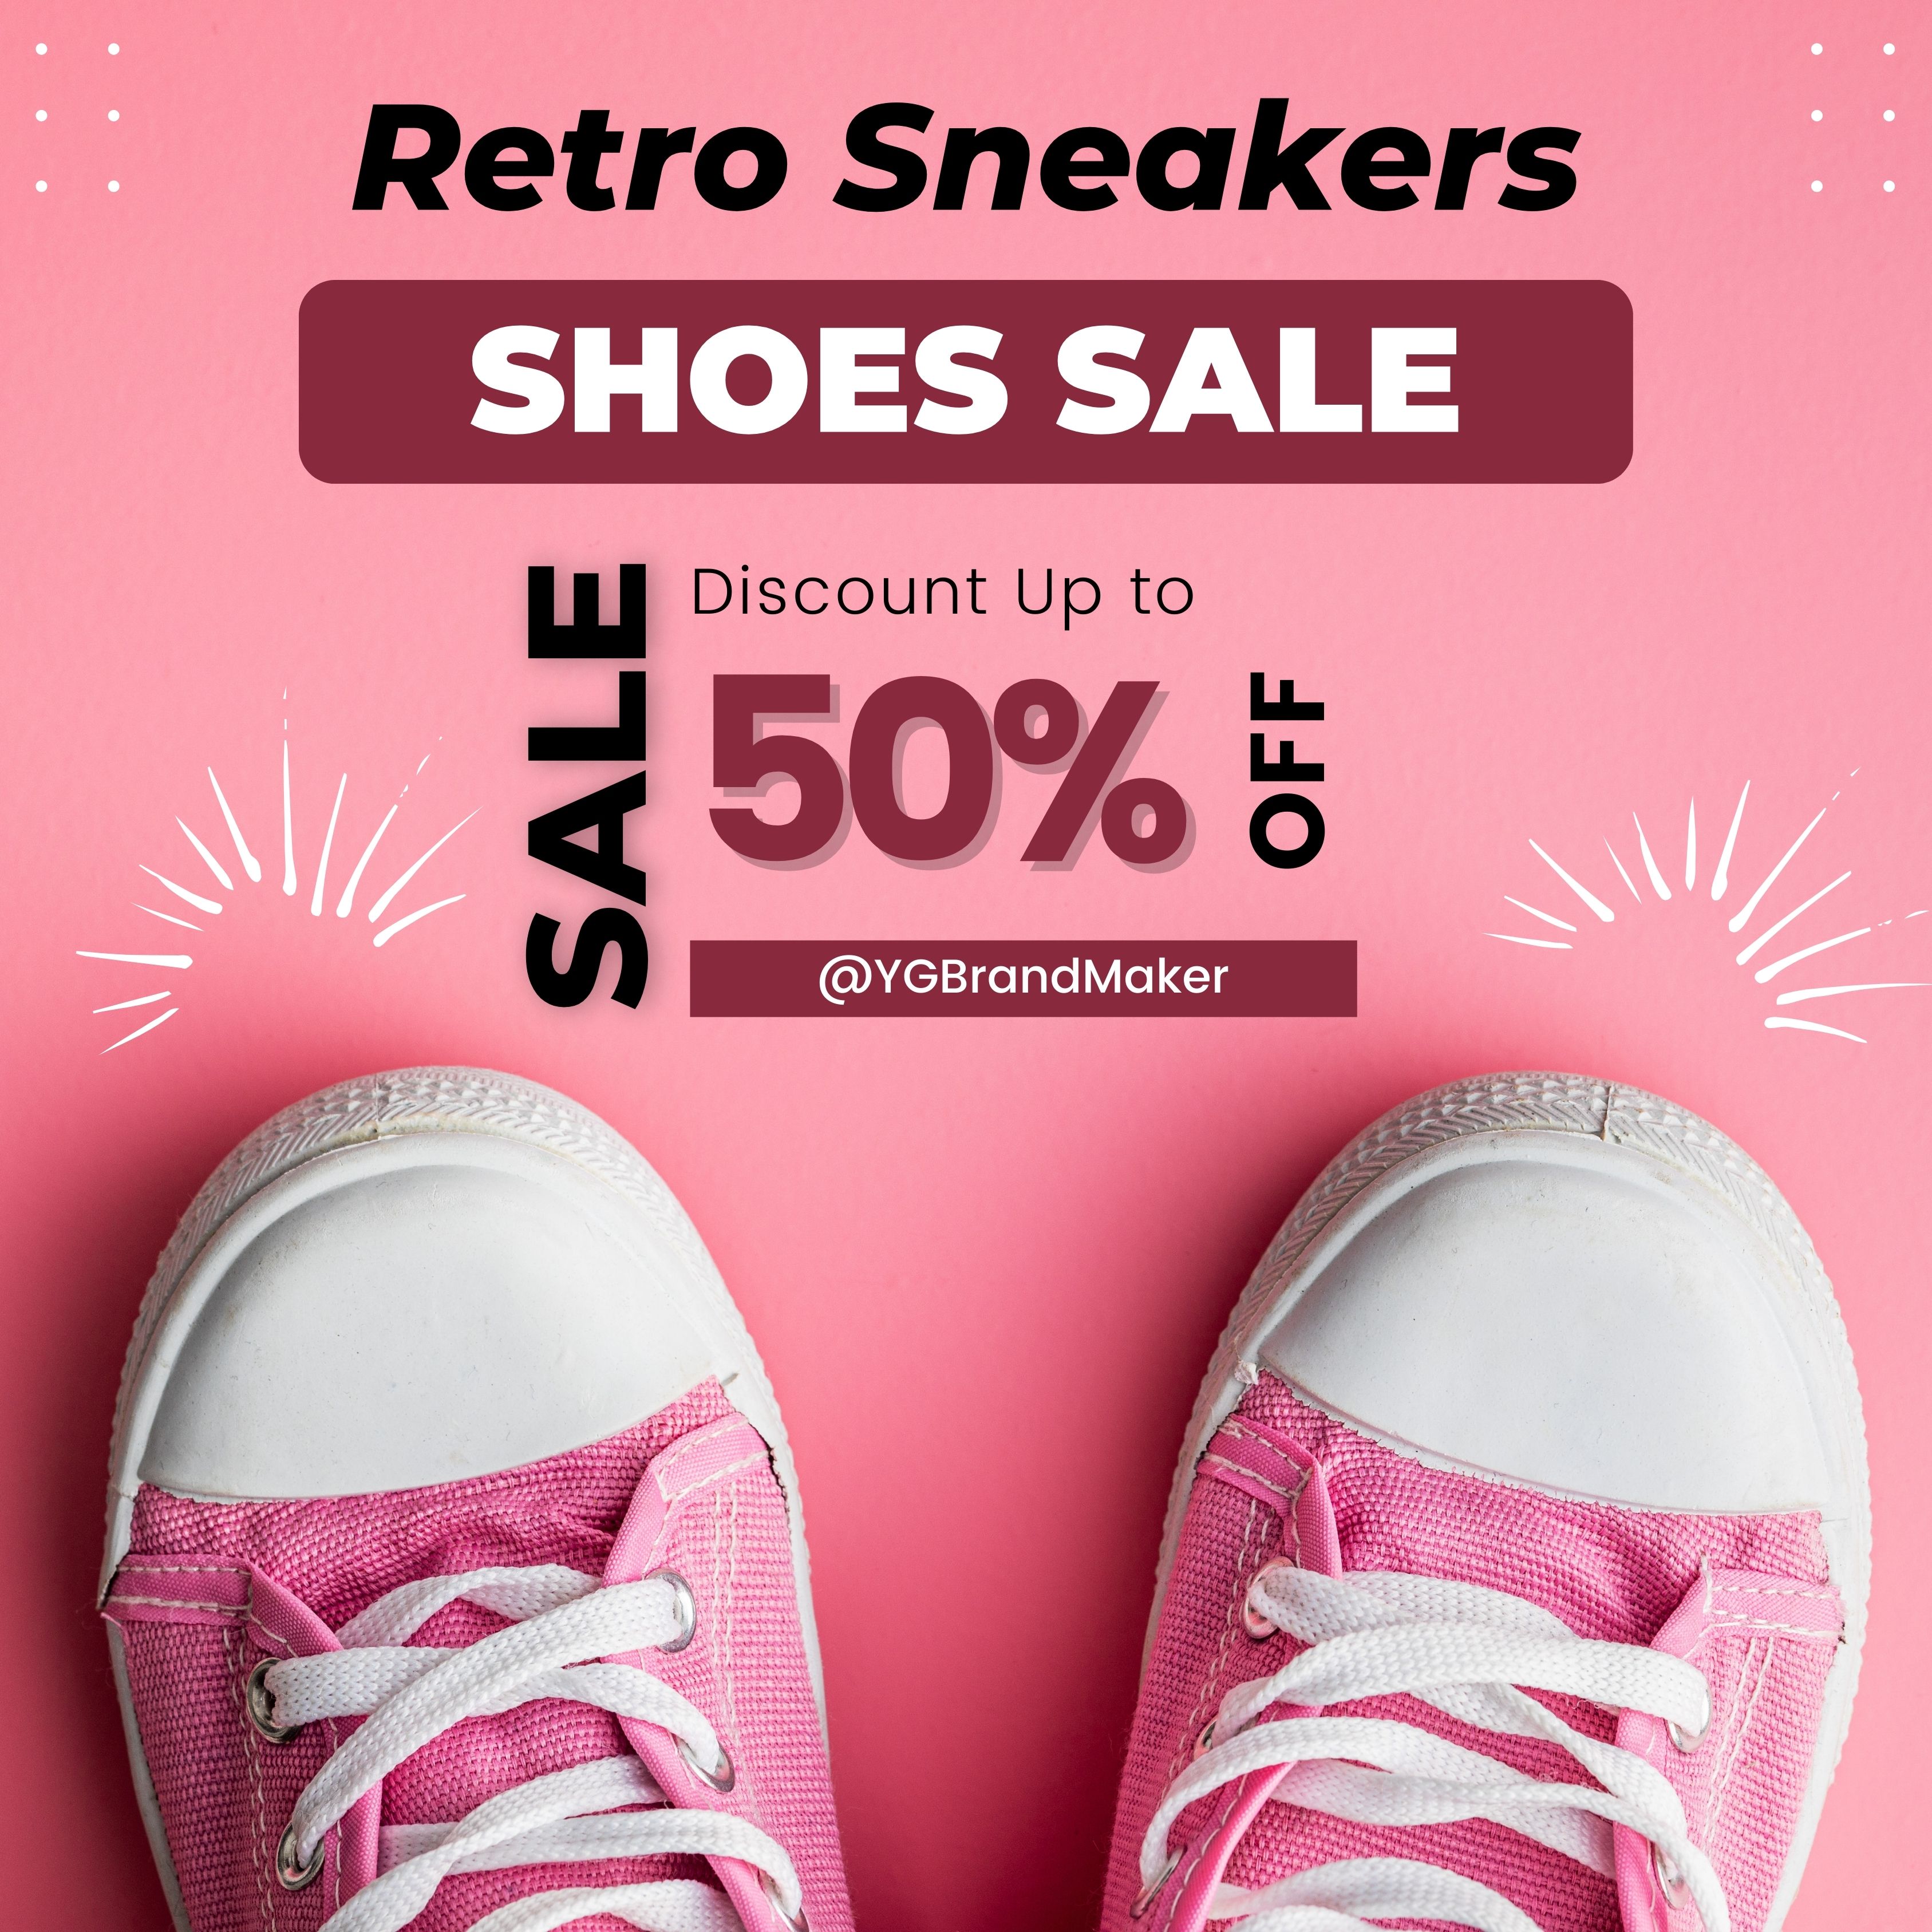 Retro Sneakers
SHOES SALE
SALE
Discount Up to
50%
OFF
@YGBrandMaker